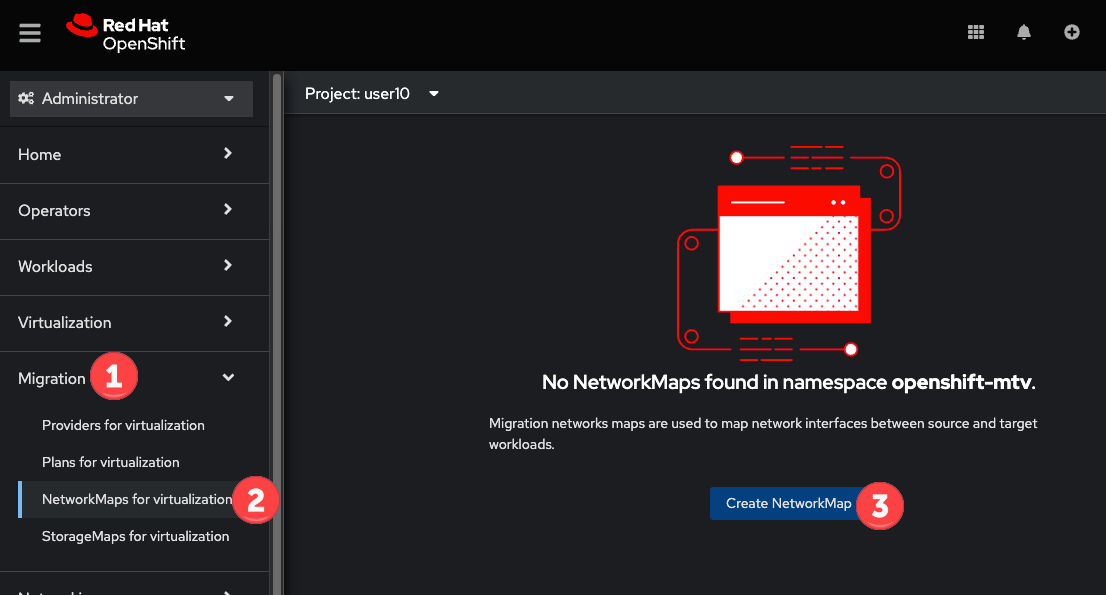 Red Hat
OpenShift
Administrator
Project: user10
Home
Operators
Workloads
Virtualization
Migration
1
Providers for virtualization
Plans for virtualization
NetworkMaps for virtualization
2
StorageMaps for virtualization
No NetworkMaps found in namespace openshift-mtv.
Migration networks maps are used to map network interfaces between source and target
workloads.
Create NetworkMap
3